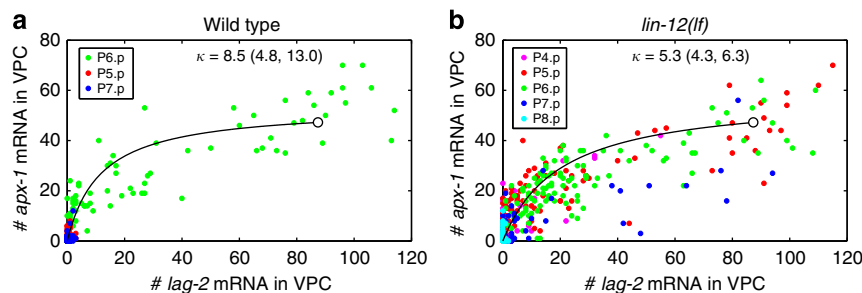 a
Wild type
# apx-1 mRNA in VPC
100
80
60
40
20
0
P6.p
P5.p
P7.p
κ = 8.5 (4.8, 13.0)
0 20 40 60 80 100 120
# lag-2 mRNA in VPC
b
lin-12(lf)
# apx-1 mRNA in VPC
100
80
60
40
20
0
P4.p
P5.p
P6.p
P7.p
P8.p
κ = 5.3 (4.3, 6.3)
0 20 40 60 80 100 120
# lag-2 mRNA in VPC